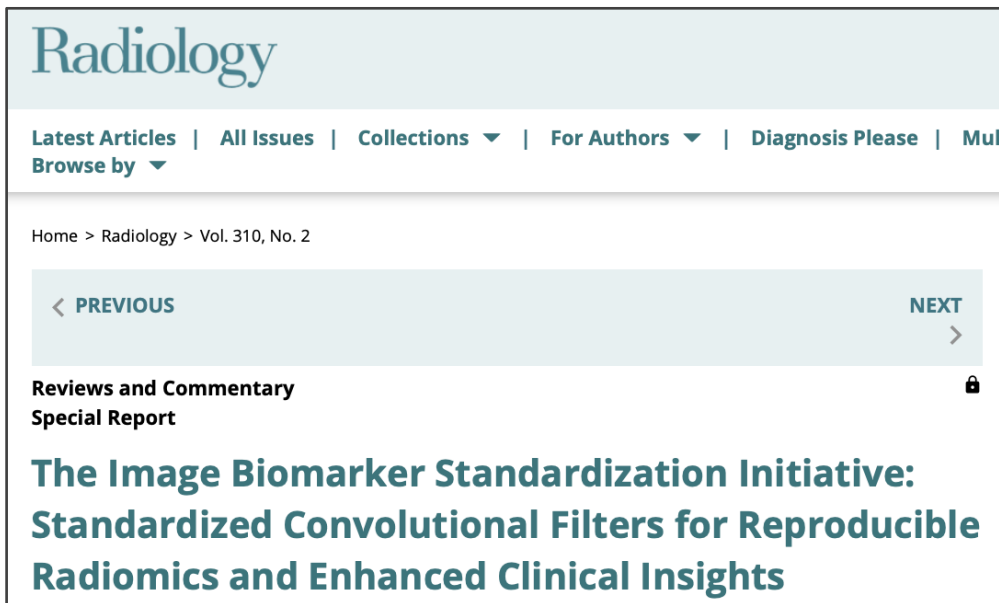 Radiology
Latest Articles | All Issues | Collections | For Authors | Diagnosis Please |
Browse by
Home > Radiology > Vol. 310, No. 2
PREVIOUS
NEXT
Reviews and Commentary
Special Report
The Image Biomarker Standardization Initiative:
Standardized Convolutional Filters for Reproducible
Radiomics and Enhanced Clinical Insights